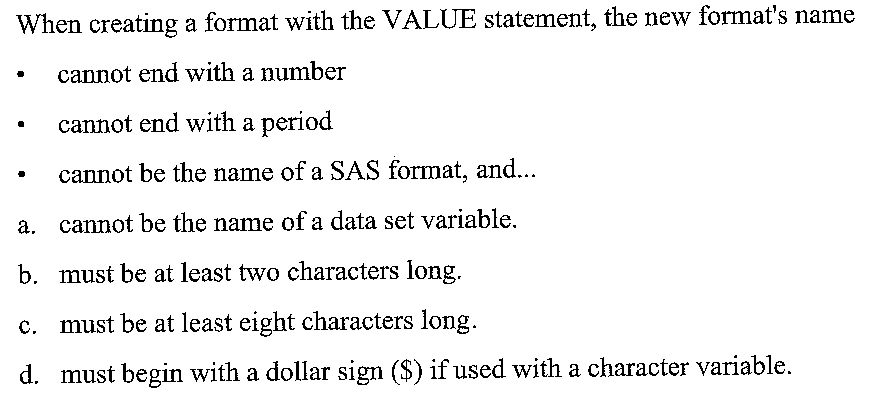 When creating a format with the VALUE statement, the new format's name
• cannot end with a number
• cannot end with a period
• cannot be the name of a SAS format, and...
a. cannot be the name of a data set variable.
b. must be at least two characters long.
c. must be at least eight characters long.
d. must begin with a dollar sign ($) if used with a character variable.